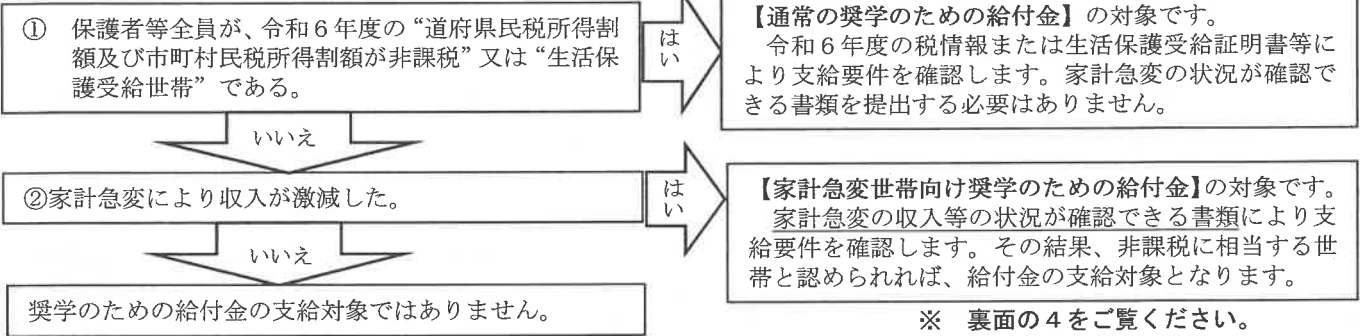 ① 保護者等全員が、令和６年度の“道府県民税所得割
額及び市町村民税所得割額が非課税”又は“生活保
護受給世帯”である。
はい
【通常の奨学のための給付金】の対象です。
令和６年度の税情報または生活保護受給証明書等に
より支給要件を確認します。家計急変の状況が確認で
きる書類を提出する必要はありません。
いいえ
②家計急変により収入が激減した。
はい
【家計急変世帯向け奨学のための給付金】の対象です。
家計急変の収入等の状況が確認できる書類により支
給要件を確認します。その結果、非課税に相当する世
帯と認められれば、給付金の支給対象となります。
いいえ
奨学のための給付金の支給対象ではありません。
※ 裏面の４をご覧ください。